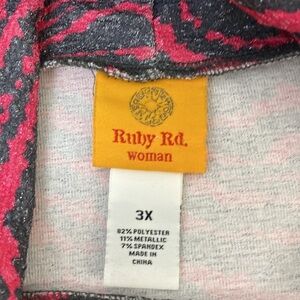 Ruby Rd.
woman
3X
82% POLYESTER
11% METALLIC
7% SPANDEX
MADE IN
CHINA